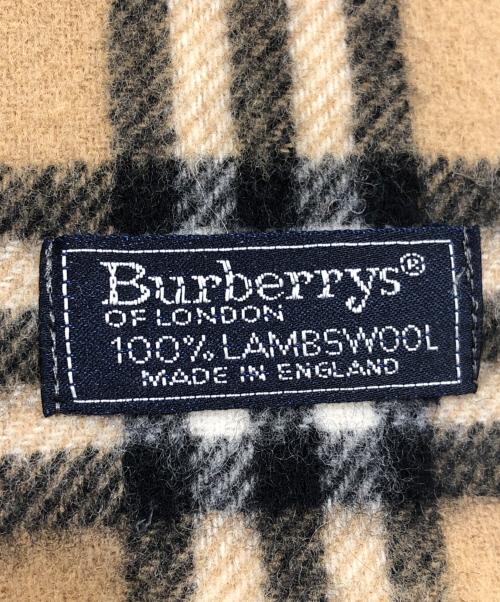 Burberrys®
OF LONDON
100% LAMBSWOOL
MADE IN ENGLAND